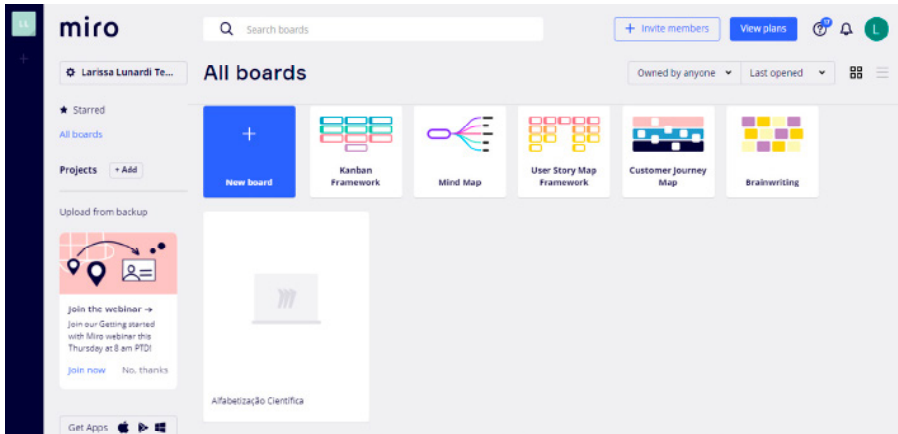 LL
miro
Search boards
+ Invite members
View plans
L
Larissa Lunardi Te...
All boards
Owned by anyone
Last opened
Starred
All boards
Projects
+ Add
Upload from backup
New board
Kanban
Framework
Mind Map
User Story Map
Framework
Customer Journey
Map
Brainwriting
Join the webinar →
Join our Getting started
with Miro webinar this
Thursday at 8 am PTD!
Join now
No, thanks
Alfabetização Científica
Get Apps